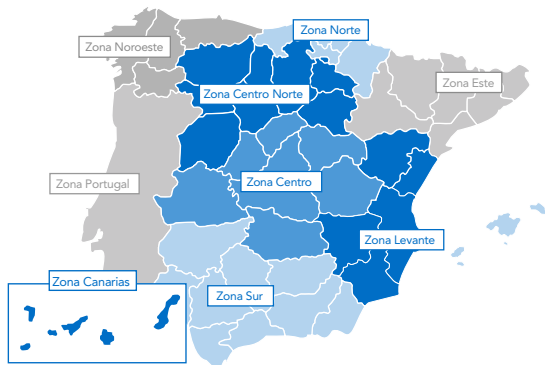 Zona Norte
Zona Noroeste
Zona Este
Zona Centro Norte
Zona Portugal
Zona Centro
Zona Levante
Zona Canarias
Zona Sur